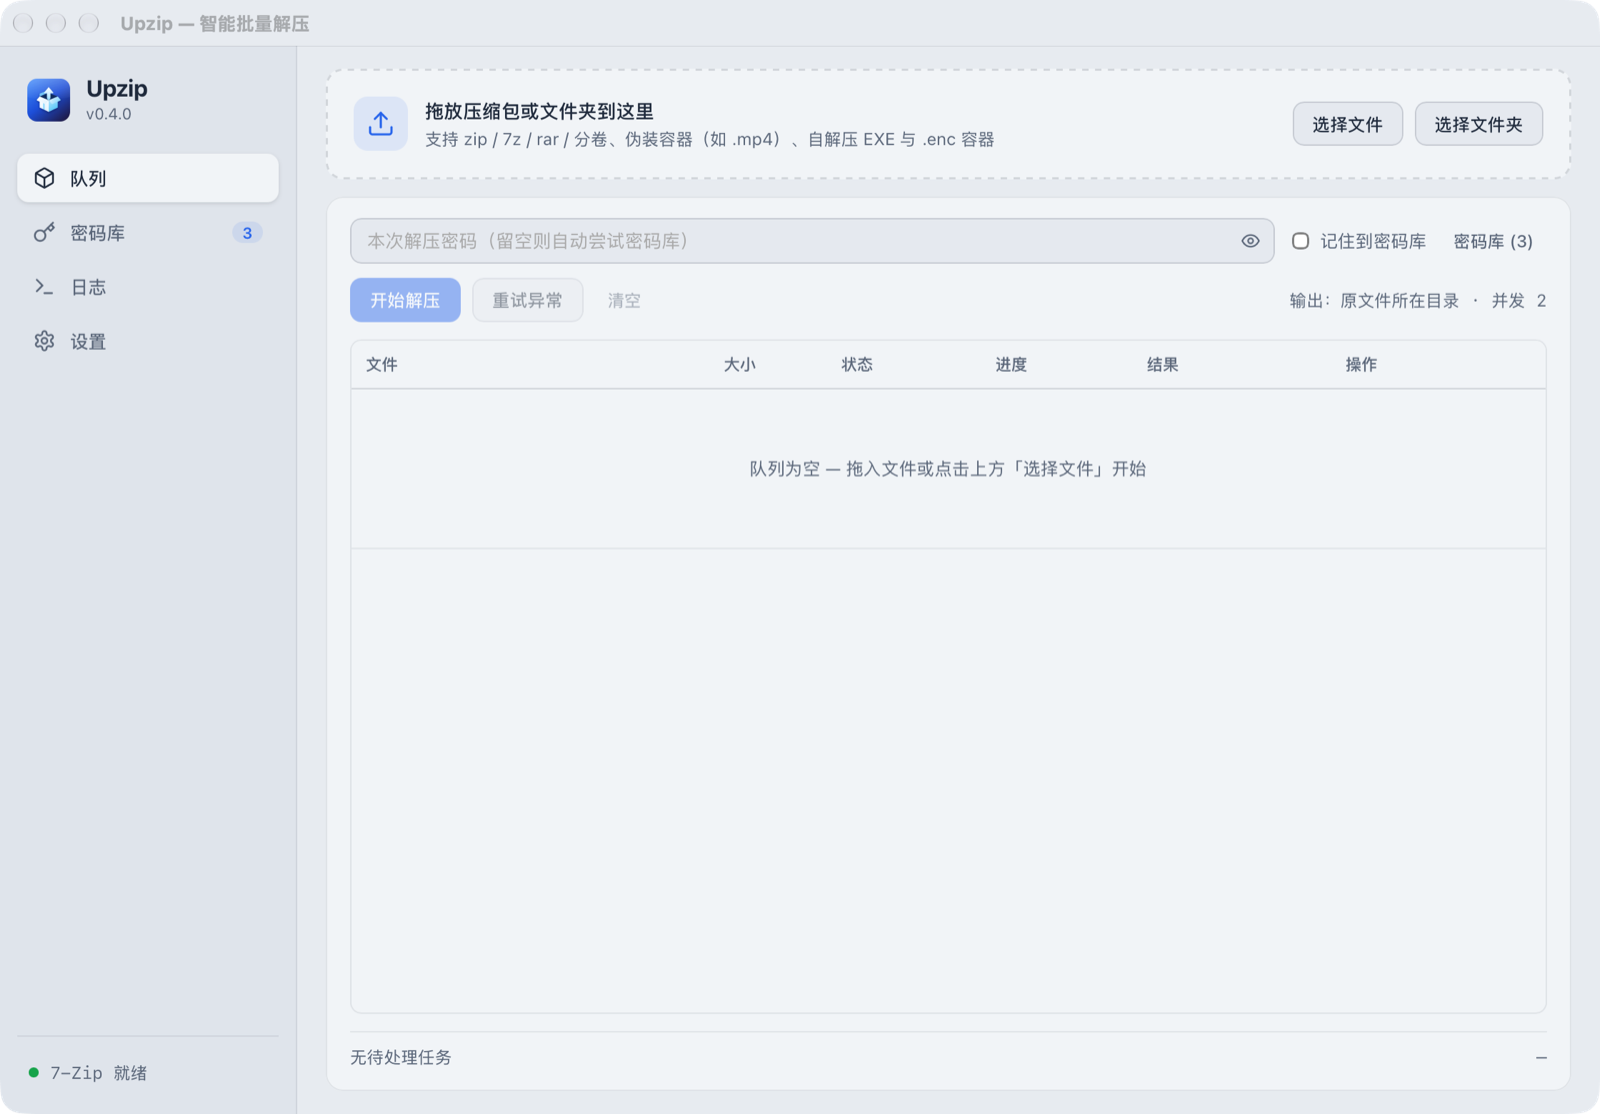 Upzip — 智能批量解压
Upzip
v0.4.0
队列
密码库 3
日志
设置
7-Zip 就绪
拖放压缩包或文件夹到这里
支持 zip / 7z / rar / 分卷、伪装容器（如 .mp4）、自解压 EXE 与 .enc 容器
选择文件 选择文件夹
本次解压密码（留空则自动尝试密码库） 记住到密码库 密码库 (3)
开始解压 重试异常 清空 输出: 原文件所在目录 · 并发 2
文件 大小 状态 进度 结果 操作
队列为空 — 拖入文件或点击上方「选择文件」开始
无待处理任务 —